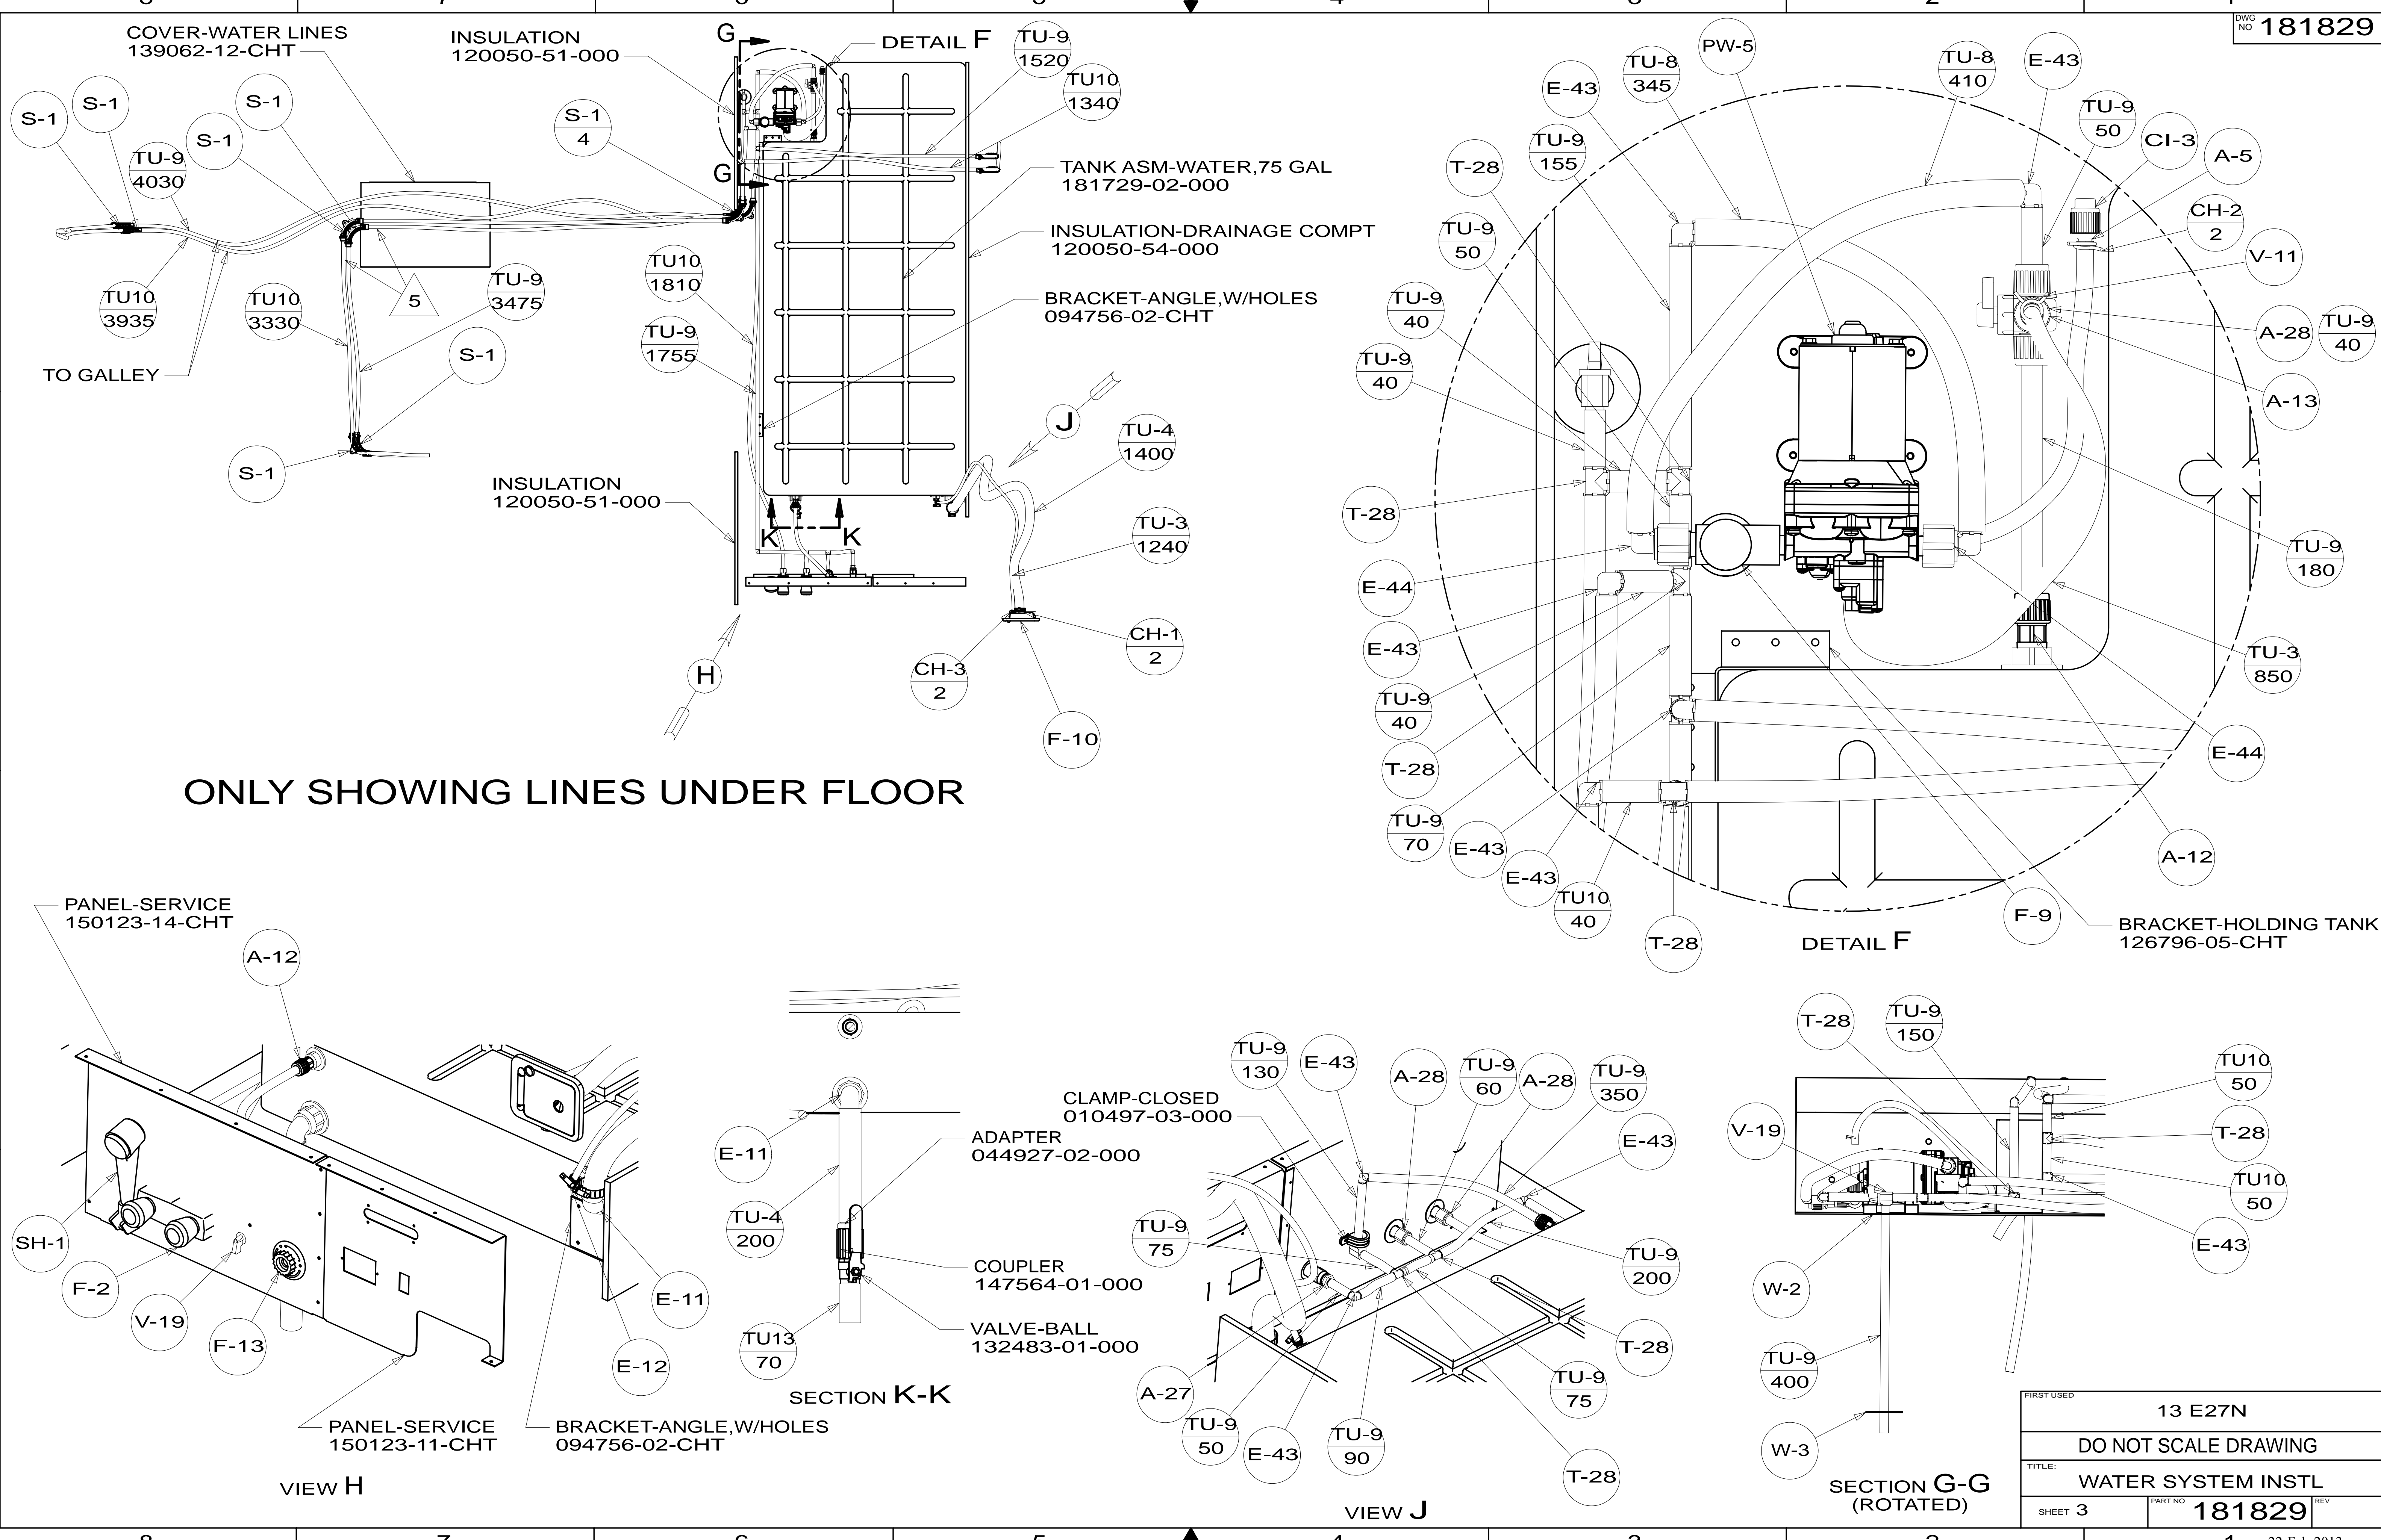 DWG NO 181829
COVER-WATER LINES
139062-12-CHT
INSULATION
120050-51-000
G
DETAIL F
TU-9
1520
TU10
1340
S-1
S-1
S-1
S-1
S-1
4
TU-9
4030
G
TANK ASM-WATER,75 GAL
181729-02-000
INSULATION-DRAINAGE COMPT
120050-54-000
BRACKET-ANGLE,W/HOLES
094756-02-CHT
TU10
3935
TU10
3330
5
TU-9
3475
TU10
1810
TU-9
1755
TO GALLEY
S-1
S-1
J
TU-4
1400
INSULATION
120050-51-000
K
K
TU-3
1240
H
CH-3
2
CH-1
2
F-10
ONLY SHOWING LINES UNDER FLOOR
PW-5
TU-8
345
TU-8
410
E-43
E-43
TU-9
50
CI-3
A-5
TU-9
155
T-28
TU-9
50
CH-2
2
V-11
TU-9
40
A-28
TU-9
40
TU-9
40
A-13
T-28
E-44
TU-9
180
E-43
TU-9
40
TU-3
850
T-28
E-44
TU-9
70
E-43
E-43
TU10
40
T-28
A-12
F-9
DETAIL F
BRACKET-HOLDING TANK
126796-05-CHT
PANEL-SERVICE
150123-14-CHT
A-12
SH-1
F-2
V-19
F-13
E-11
E-12
PANEL-SERVICE
150123-11-CHT
BRACKET-ANGLE,W/HOLES
094756-02-CHT
VIEW H
E-11
ADAPTER
044927-02-000
TU-4
200
COUPLER
147564-01-000
VALVE-BALL
132483-01-000
TU13
70
SECTION K-K
TU-9
130
E-43
A-28
TU-9
60
A-28
TU-9
350
CLAMP-CLOSED
010497-03-000
E-43
TU-9
75
TU-9
200
T-28
A-27
TU-9
75
TU-9
50
E-43
TU-9
90
T-28
VIEW J
T-28
TU-9
150
TU10
50
V-19
T-28
TU10
50
E-43
W-2
TU-9
400
W-3
SECTION G-G
(ROTATED)
FIRST USED
13 E27N
DO NOT SCALE DRAWING
TITLE:
WATER SYSTEM INSTL
SHEET 3
PART NO 181829
REV